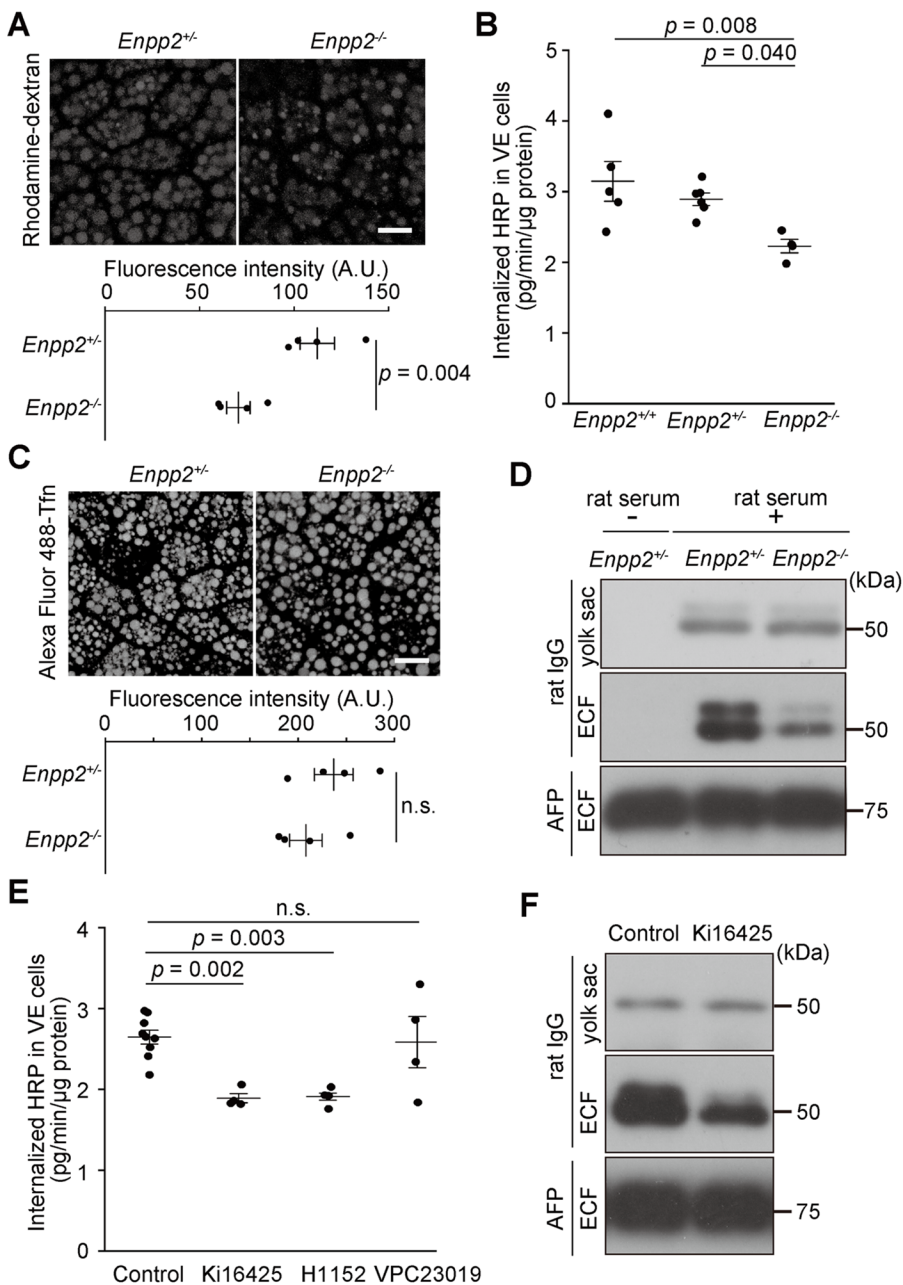 A
Enpp2+/-
Enpp2-/-
Rhodamine-dextran
Fluorescence intensity (A.U.)
0 50 100 150
Enpp2+/-
Enpp2-/-
p = 0.004
B
p = 0.008
p = 0.040
Internalized HRP in VE cells
(pg/min/μg protein)
5
4
3
2
1
0
Enpp2+/+ Enpp2+/- Enpp2-/-
C
Enpp2+/-
Enpp2-/-
Alexa Fluor 488-Tfn
Fluorescence intensity (A.U.)
0 100 200 300
Enpp2+/-
Enpp2-/-
n.s.
D
rat serum
-
rat serum
+
Enpp2+/- Enpp2+/- Enpp2-/-
(kDa)
rat IgG
yolk sac
50
ECF
50
AFP
ECF
75
E
n.s.
p = 0.003
p = 0.002
Internalized HRP in VE cells
(pg/min/μg protein)
4
3
2
1
0
Control Ki16425 H1152 VPC23019
F
Control Ki16425
(kDa)
rat IgG
yolk sac
50
ECF
50
AFP
ECF
75